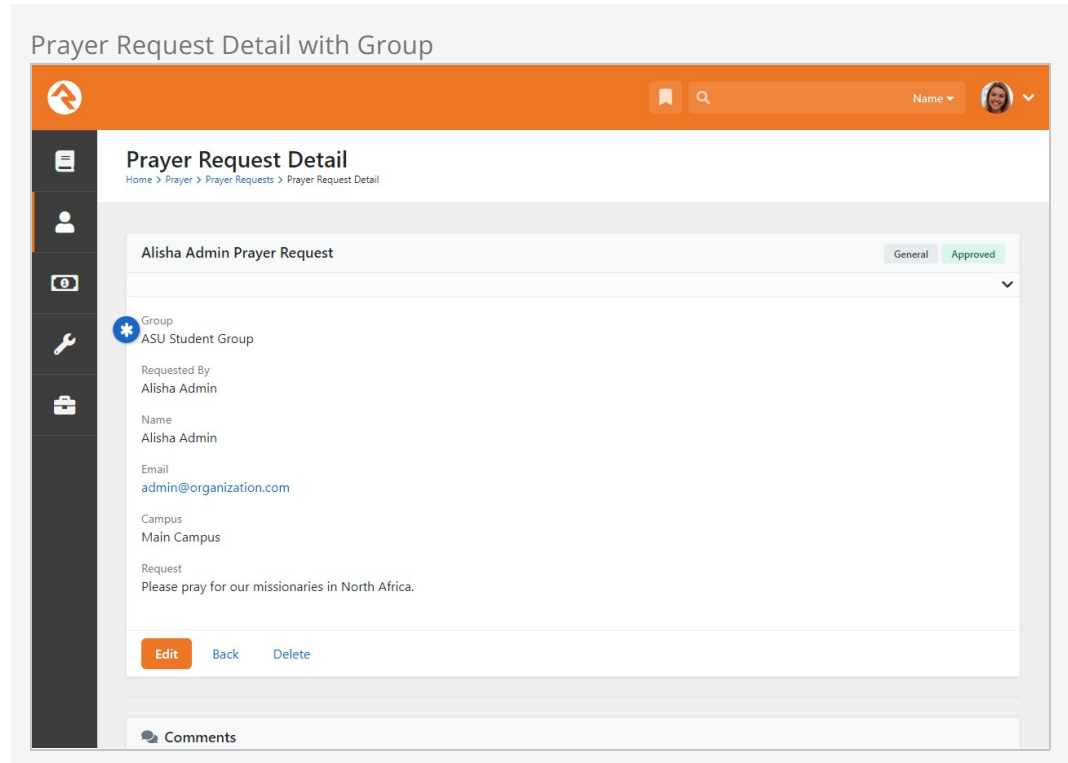 Prayer Request Detail with Group
Name
Prayer Request Detail
Home > Prayer > Prayer Requests > Prayer Request Detail
Alisha Admin Prayer Request
General Approved
Group
ASU Student Group
Requested By
Alisha Admin
Name
Alisha Admin
Email
admin@organization.com
Campus
Main Campus
Request
Please pray for our missionaries in North Africa.
Edit Back Delete
Comments